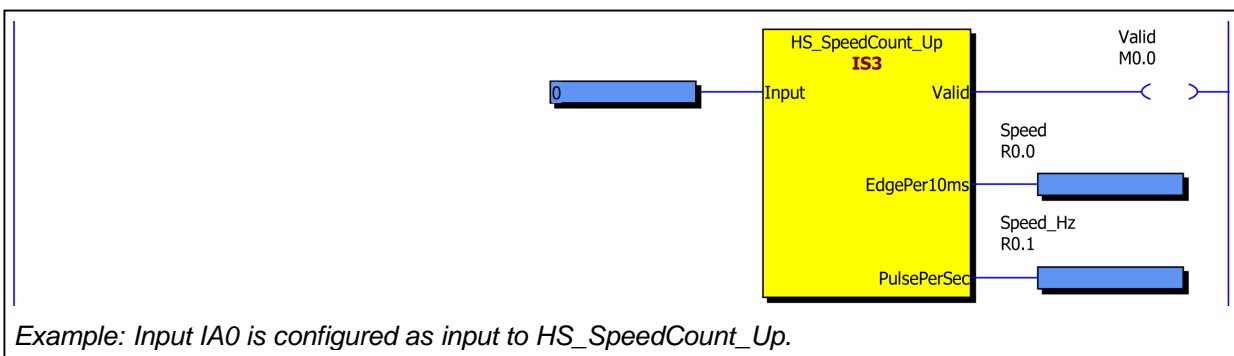 HS_SpeedCount_Up
Valid
IS3
M0.0
0
Input
Valid
Speed
R0.0
EdgePer10ms
Speed_Hz
R0.1
PulsePerSec
Example: Input IA0 is configured as input to HS_SpeedCount_Up.